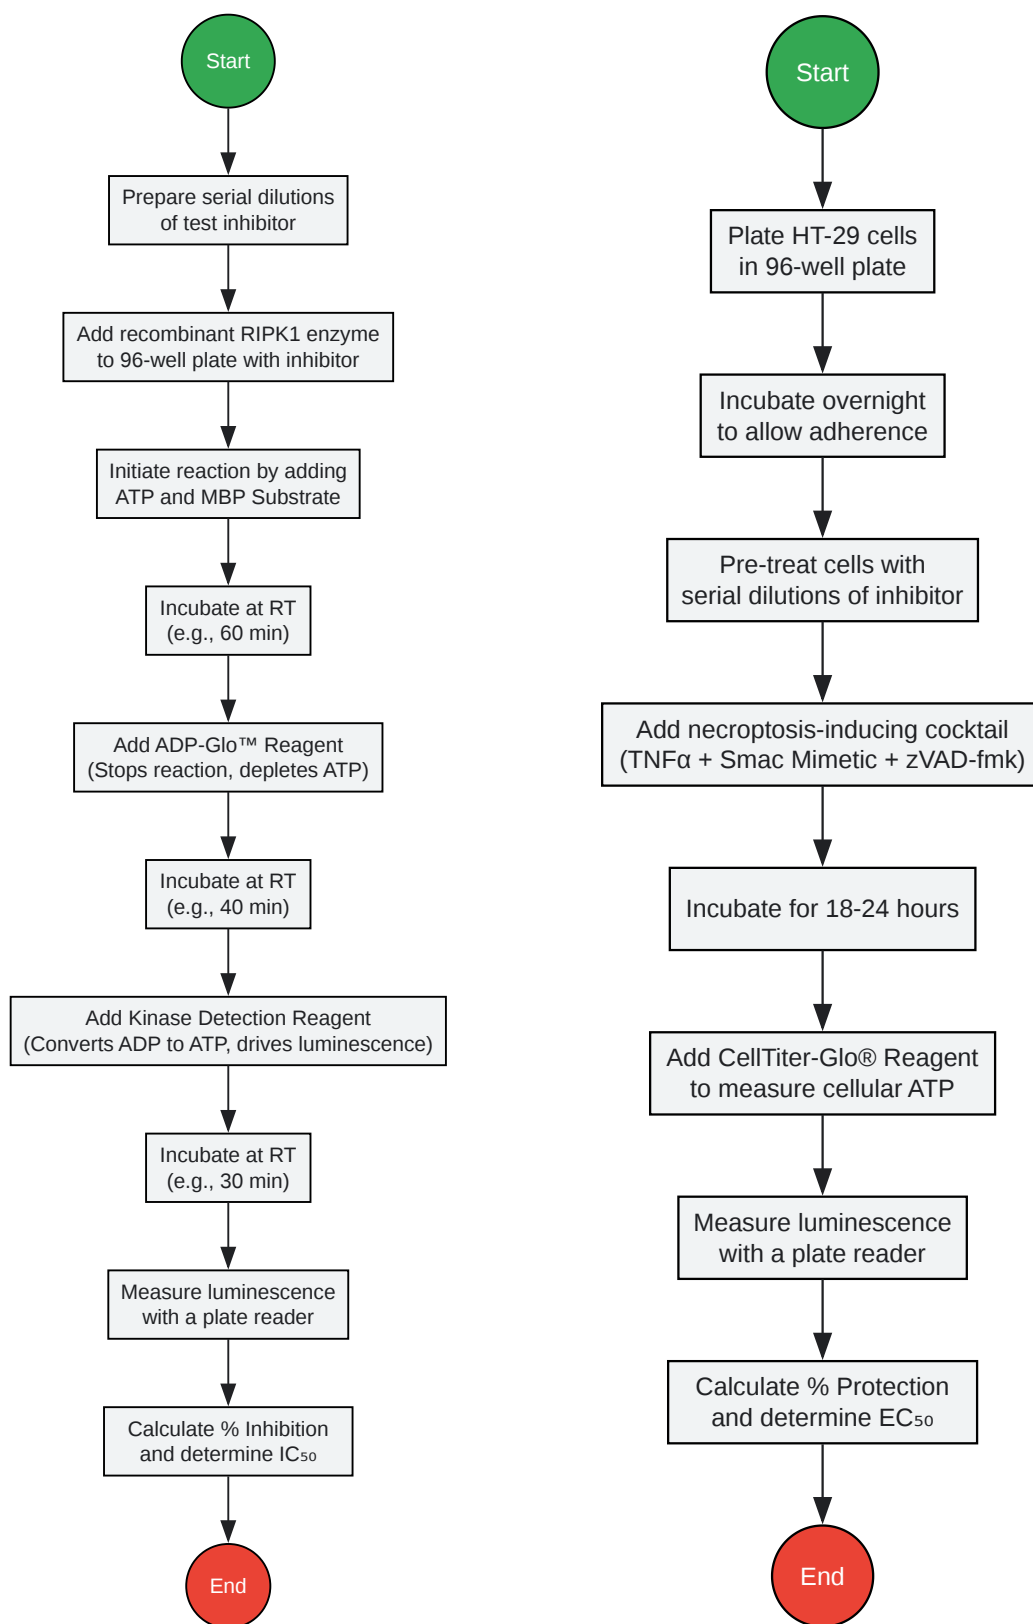 Start
Prepare serial dilutions
of test inhibitor
Add recombinant RIPK1 enzyme
to 96-well plate with inhibitor
Initiate reaction by adding
ATP and MBP Substrate
Incubate at RT
(e.g., 60 min)
Add ADP-Glo™ Reagent
(Stops reaction, depletes ATP)
Incubate at RT
(e.g., 40 min)
Add Kinase Detection Reagent
(Converts ADP to ATP, drives luminescence)
Incubate at RT
(e.g., 30 min)
Measure luminescence
with a plate reader
Calculate % Inhibition
and determine IC₅₀
End
Start
Plate HT-29 cells
in 96-well plate
Incubate overnight
to allow adherence
Pre-treat cells with
serial dilutions of inhibitor
Add necroptosis-inducing cocktail
(TNFα + Smac Mimetic + zVAD-fmk)
Incubate for 18-24 hours
Add CellTiter-Glo® Reagent
to measure cellular ATP
Measure luminescence
with a plate reader
Calculate % Protection
and determine EC₅₀
End